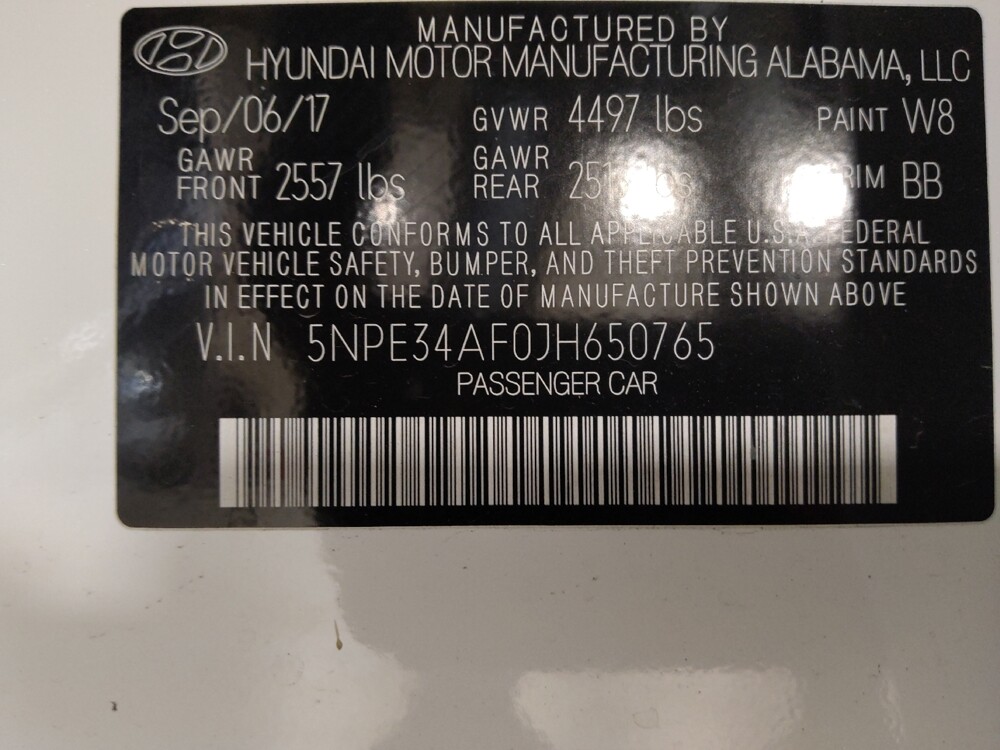 MANUFACTURED BY
HYUNDAI MOTOR MANUFACTURING ALABAMA, LLC
Sep/06/17 GVWR 4497 lbs PAINT W8
GAWR FRONT 2557 lbs GAWR REAR BB
THIS VEHICLE CONFORMS TO ALL APPLICABLE U.S.A. FEDERAL
MOTOR VEHICLE SAFETY, BUMPER, AND THEFT PREVENTION STANDARDS
IN EFFECT ON THE DATE OF MANUFACTURE SHOWN ABOVE
V.I.N 5NPE34AF0JH650765
PASSENGER CAR